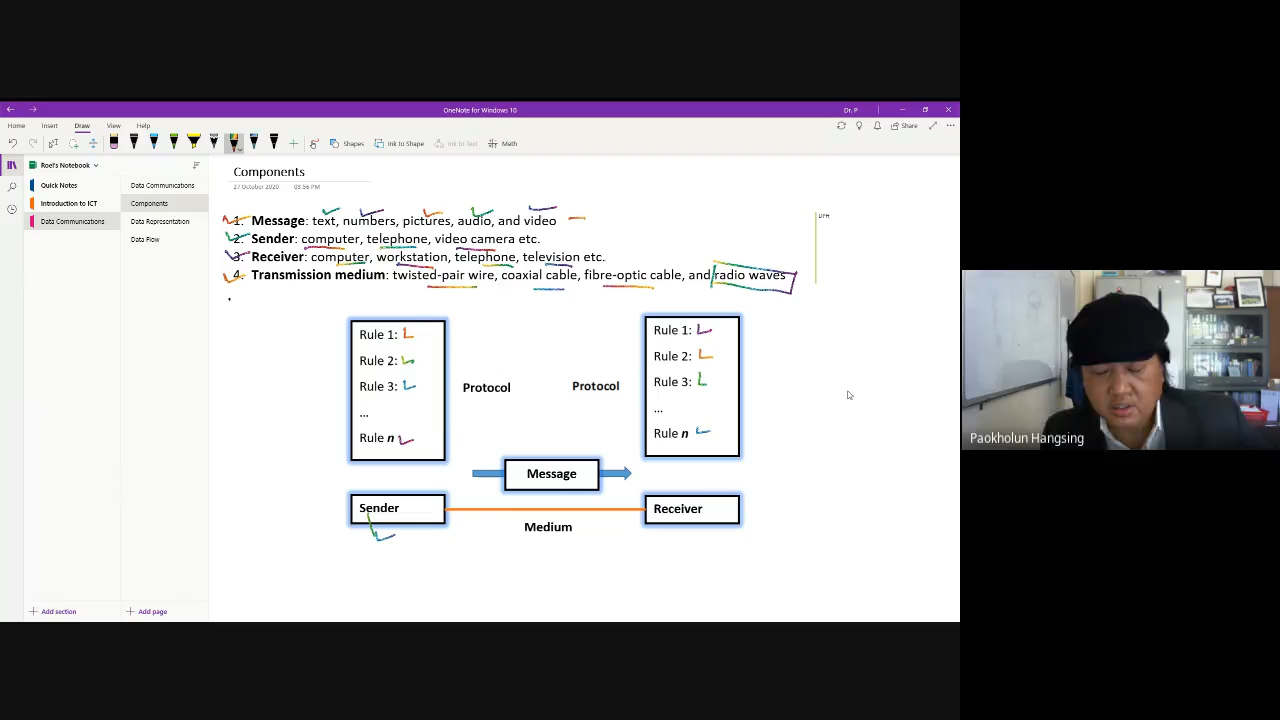 OneNote for Windows 10
Dr. P
Home Insert Draw View Help
Share
Shapes Ink to Shape Ink to Text Math
Roel's Notebook
Quick Notes
Introduction to ICT
Data Communications
Data Communications
Components
Data Representation
Data Flow
Components
27 October 2020 03:56 PM
DPH
1. Message: text, numbers, pictures, audio, and video
2. Sender: computer, telephone, video camera etc.
3. Receiver: computer, workstation, telephone, television etc.
4. Transmission medium: twisted-pair wire, coaxial cable, fibre-optic cable, and radio waves
Rule 1:
Rule 2:
Rule 3:
...
Rule n
Protocol
Protocol
Rule 1:
Rule 2:
Rule 3:
...
Rule n
Message
Sender
Receiver
Medium
Add section
Add page
Paokholun Hangsing